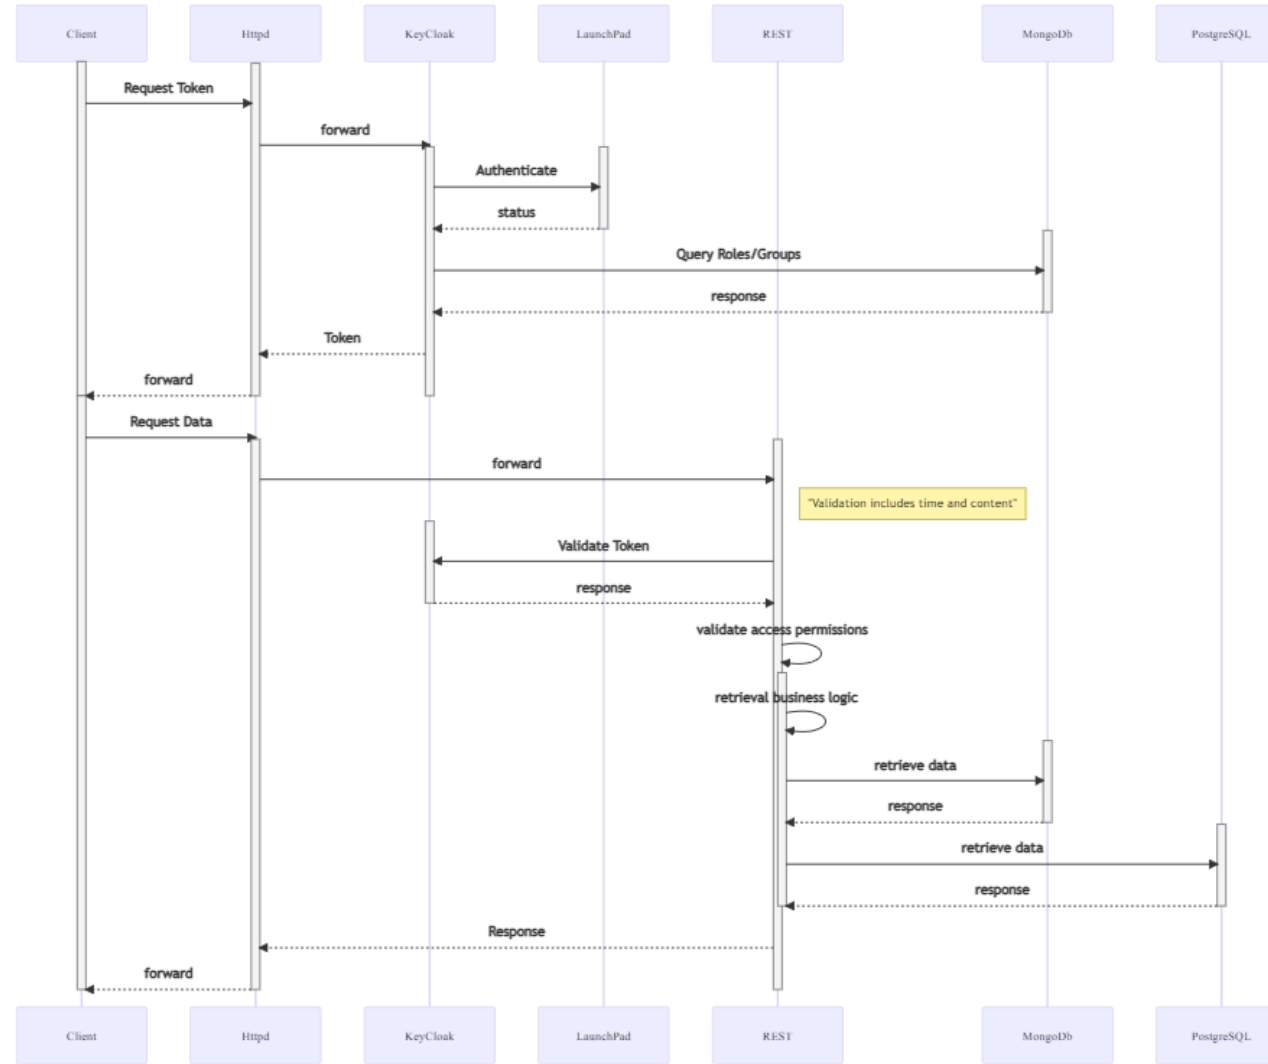 Client
Httpd
KeyCloak
LaunchPad
REST
MongoDb
PostgreSQL
Request Token
forward
Authenticate
status
Query Roles/Groups
response
Token
forward
Request Data
forward
"Validation includes time and content"
Validate Token
response
validate access permissions
retrieval business logic
retrieve data
response
retrieve data
response
Response
forward
Client
Httpd
KeyCloak
LaunchPad
REST
MongoDb
PostgreSQL